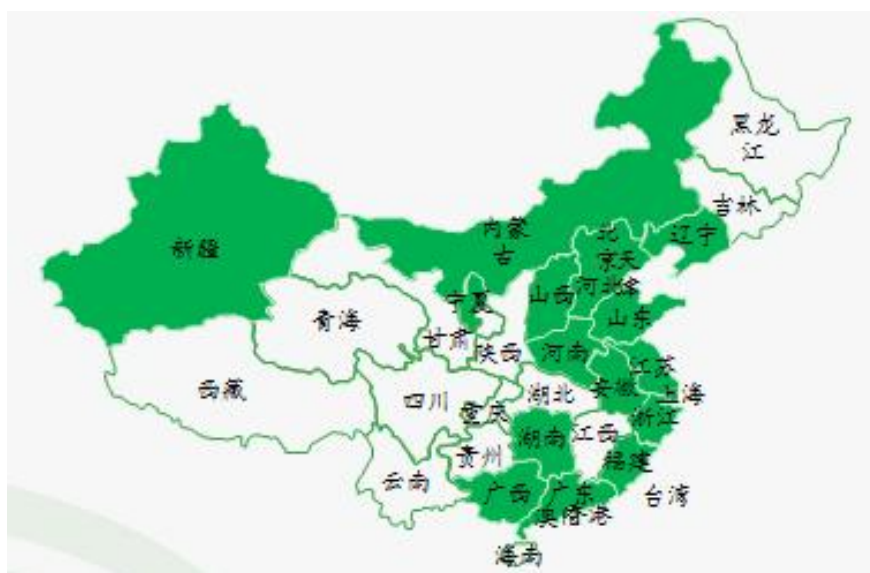 黑龙
江
吉林
辽宁
内蒙
古
北
京天
河北津
新疆
宁夏
山西
山东
青海
甘肃
陕西
河南
江苏
安徽
上海
西藏
四川
重庆
湖北
浙江
湖南
江西
贵州
福建
云南
广西
广东
台湾
澳香港
海南